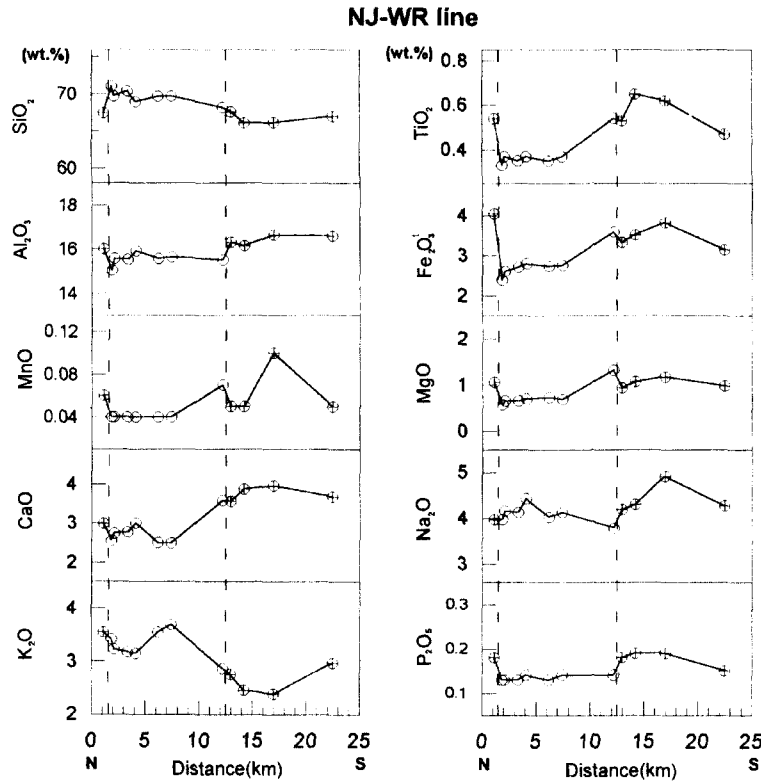 NJ-WR line
(wt.%)
SiO₂
70
60
Al₂O₃
18
16
14
MnO
0.12
0.08
0.04
CaO
4
3
2
K₂O
4
3
2
0 5 10 15 20 25
N Distance(km) S
(wt.%)
TiO₂
0.8
0.6
0.4
Fe₂O₃ᵗ
4
3
2
MgO
2
1
0
Na₂O
5
4
3
P₂O₅
0.3
0.2
0.1
0 5 10 15 20 25
N Distance(km) S